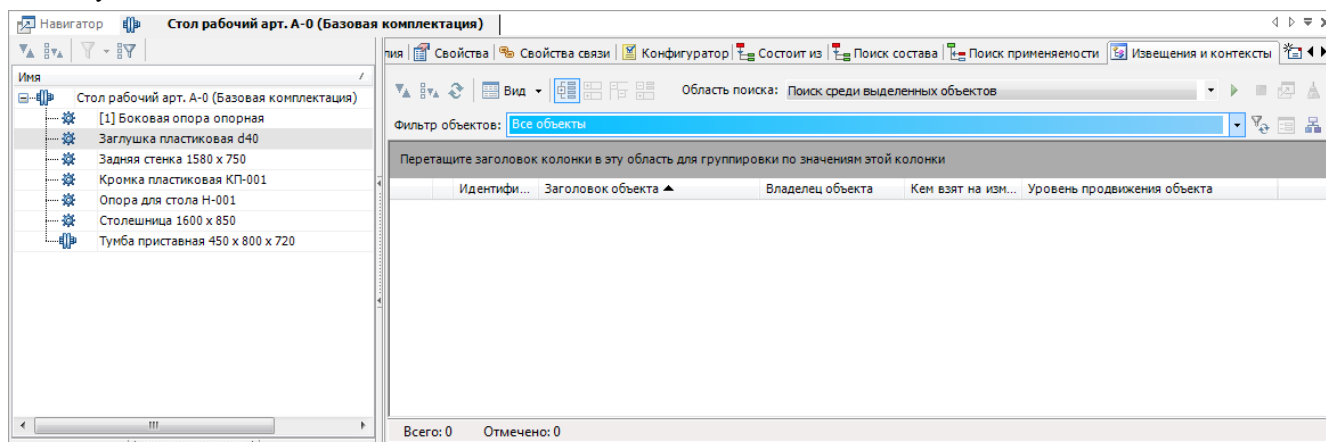 Навигатор Стол рабочий арт. А-0 (Базовая комплектация)
Свойства Свойства связи Конфигуратор Состоит из Поиск состава Поиск применяемости Извещения и контексты
Имя
Вид Область поиска: Поиск среди выделенных объектов
Стол рабочий арт. А-0 (Базовая комплектация)
[1] Боковая опора опорная
Заглушка пластиковая d40
Задняя стенка 1580 x 750
Кромка пластиковая КП-001
Опора для стола Н-001
Столешница 1600 x 850
Тумба приставная 450 x 800 x 720
Фильтр объектов: Все объекты
Перетащите заголовок колонки в эту область для группировки по значениям этой колонки
Идентифи... Заголовок объекта Владелец объекта Кем взят на изм... Уровень продвижения объекта
Всего: 0 Отмечено: 0